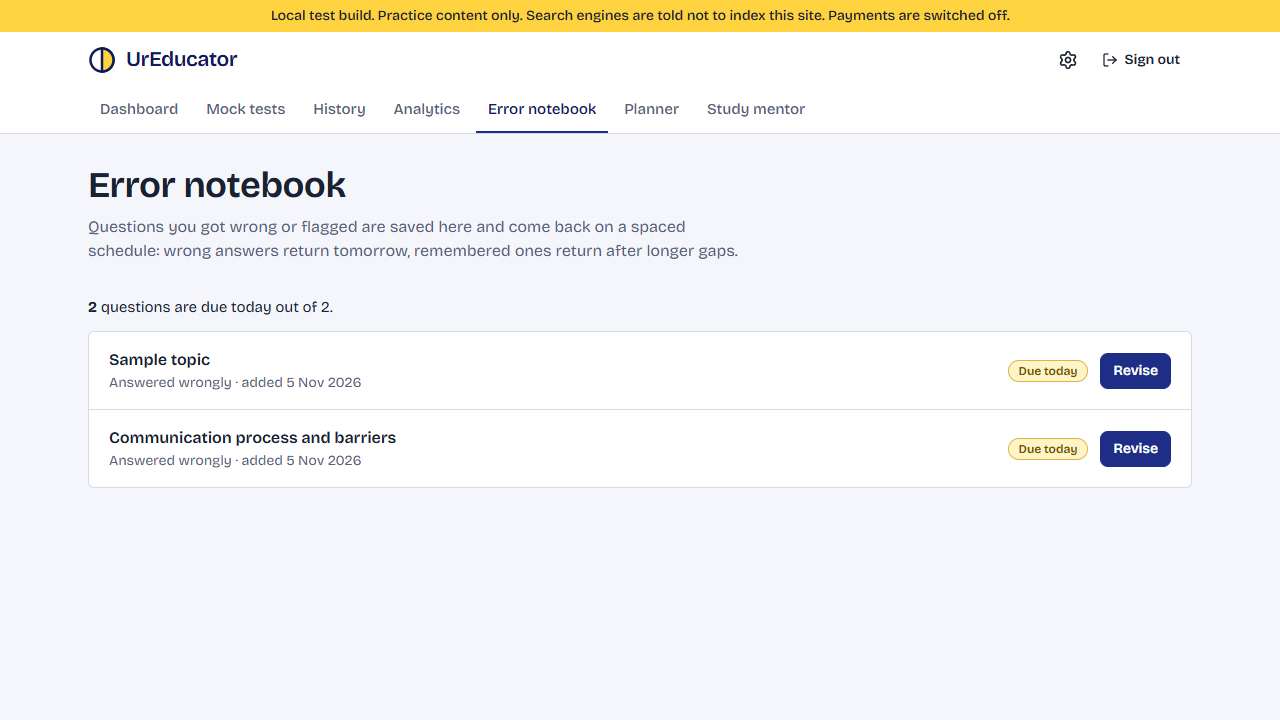 Local test build. Practice content only. Search engines are told not to index this site. Payments are switched off.
UrEducator
Sign out
Dashboard
Mock tests
History
Analytics
Error notebook
Planner
Study mentor
Error notebook
Questions you got wrong or flagged are saved here and come back on a spaced
schedule: wrong answers return tomorrow, remembered ones return after longer gaps.
2 questions are due today out of 2.
Sample topic
Answered wrongly · added 5 Nov 2026
Due today
Revise
Communication process and barriers
Answered wrongly · added 5 Nov 2026
Due today
Revise